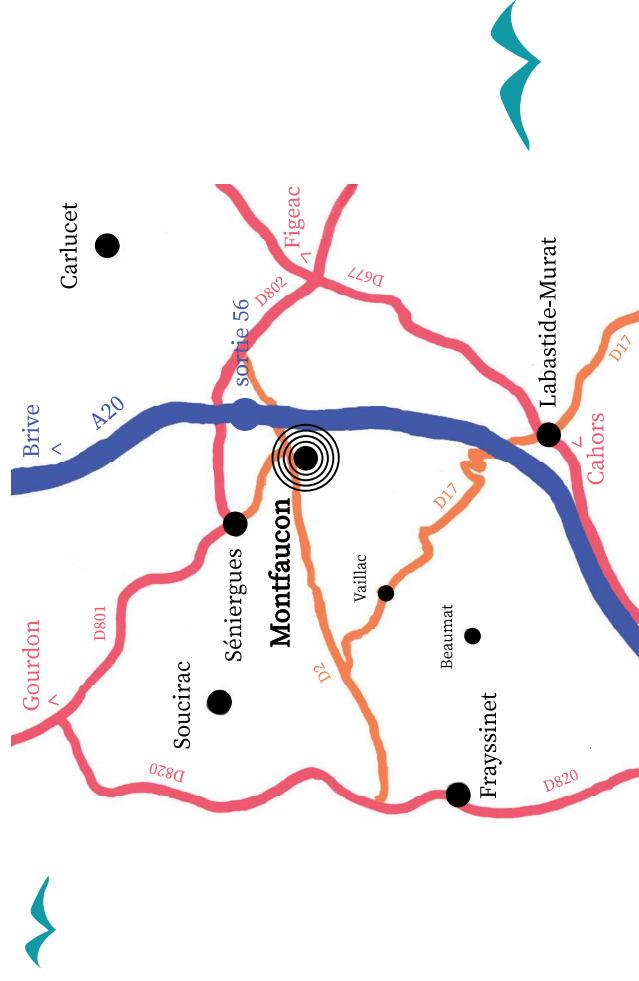 Gourdon
Brive
Carlucet
D801
A20
D820
Soucirac
Séniergues
sortie 56
D802
Montfaucon
Figeac
D2
Vaillac
D677
D17
Beaumat
Frayssinet
Labastide-Murat
D820
Cahors
D17